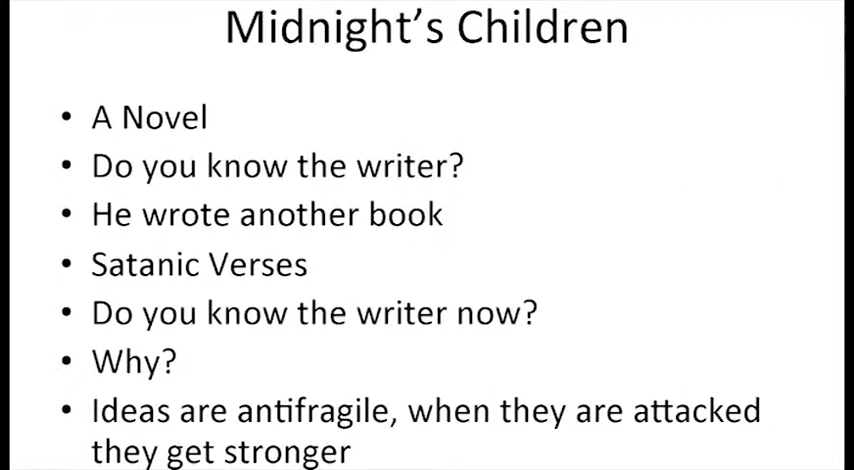 Midnight’s Children
• A Novel
• Do you know the writer?
• He wrote another book
• Satanic Verses
• Do you know the writer now?
• Why?
• Ideas are antifragile, when they are attacked
they get stronger